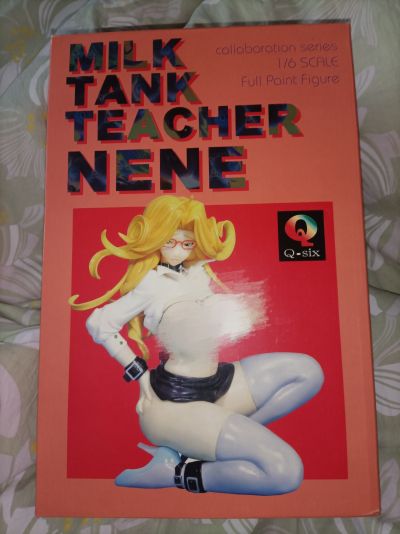 MILK
TANK
TEACHER
NENE
collaboration series
1/6 SCALE
Full Paint Figure
Q
Q-six